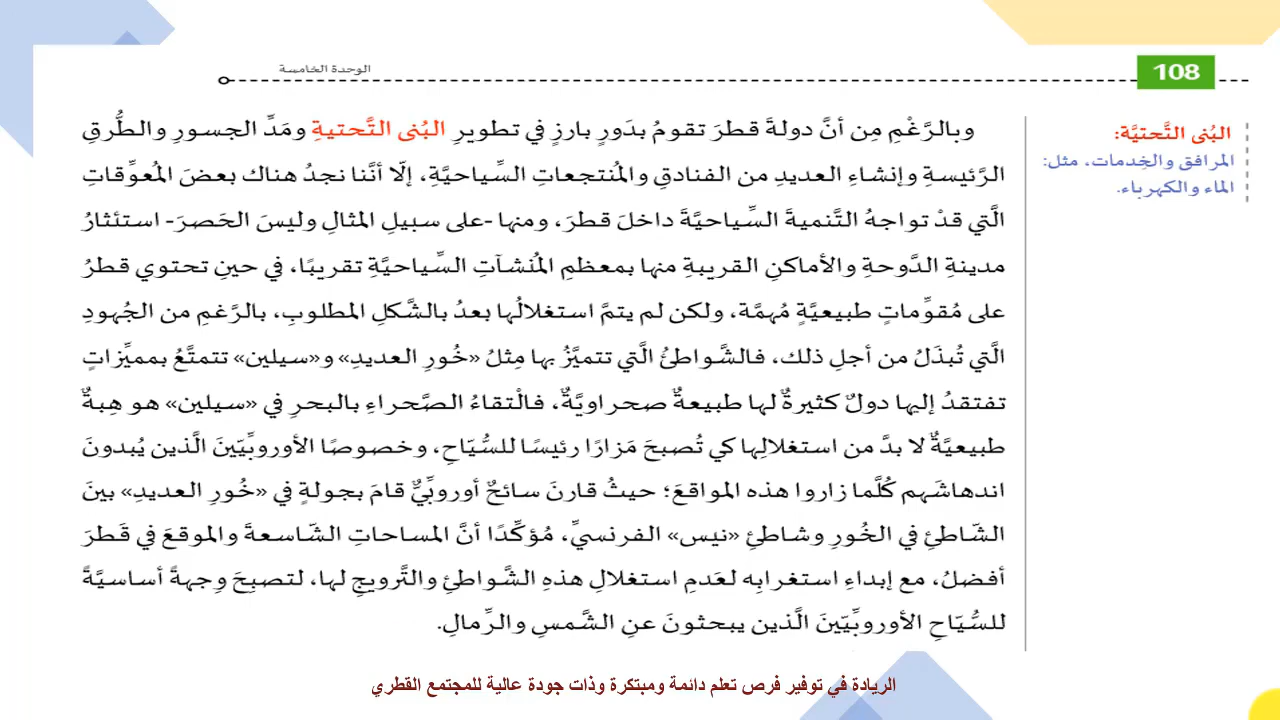 108
الوحدة الخامسة
البُنى التَّحتيَّة:
المرافق والخِدمات، مثل:
الماء والكهرباء.
وبالرَّغْمِ مِن أنَّ دولةَ قطرَ تقومُ بدَورٍ بارزٍ في تطويرِ البُنى التَّحتيةِ ومَدِّ الجسورِ والطُّرقِ
الرَّئيسةِ وإنشاءِ العديدِ من الفنادقِ والمُنتجعاتِ السِّياحيَّةِ، إلّا أنَّنا نجدُ هناك بعضَ المُعوِّقاتِ
الَّتي قدْ تواجهُ التَّنميةَ السِّياحيَّةَ داخلَ قطرَ، ومنها -على سبيلِ المثالِ وليسَ الحَصرَ- استئثارُ
مدينةِ الدَّوحةِ والأماكنِ القريبةِ منها بمعظمِ المُنشآتِ السِّياحيَّةِ تقريبًا، في حينِ تحتوي قطرُ
على مُقوِّماتٍ طبيعيَّةٍ مُهمَّة، ولكن لم يتمَّ استغلالُها بعدُ بالشَّكلِ المطلوبِ، بالرَّغمِ من الجُهودِ
الَّتي تُبذَلُ من أجلِ ذلك، فالشَّواطئُ الَّتي تتميَّزُ بها مِثلُ «خُورِ العديدِ» و«سيلين» تتمتَّعُ بمميِّزاتٍ
تفتقدُ إليها دولٌ كثيرةٌ لها طبيعةٌ صحراويَّةٌ، فالْتقاءُ الصَّحراءِ بالبحرِ في «سيلين» هو هِبةٌ
طبيعيَّةٌ لا بدَّ من استغلالِها كي تُصبحَ مَزارًا رئيسًا للسُّيّاحِ، وخصوصًا الأوروبِّيّينَ الَّذين يُبدونَ
اندهاشَهم كُلَّما زاروا هذه المواقعَ؛ حيثُ قارنَ سائحٌ أوروبِّيٌّ قامَ بجولةٍ في «خُورِ العديدِ» بينَ
الشّاطئِ في الخُورِ وشاطئِ «نيس» الفرنسيِّ، مُؤكِّدًا أنَّ المساحاتِ الشّاسعةَ والموقعَ في قَطرَ
أفضلُ، مع إبداءِ استغرابِه لعَدمِ استغلالِ هذهِ الشَّواطئِ والتَّرويجِ لها، لتصبحَ وِجهةً أساسيَّةً
للسُّيَّاحِ الأوروبِّيّينَ الَّذين يبحثونَ عنِ الشَّمسِ والرِّمالِ.
الريادة في توفير فرص تعلم دائمة ومبتكرة وذات جودة عالية للمجتمع القطري